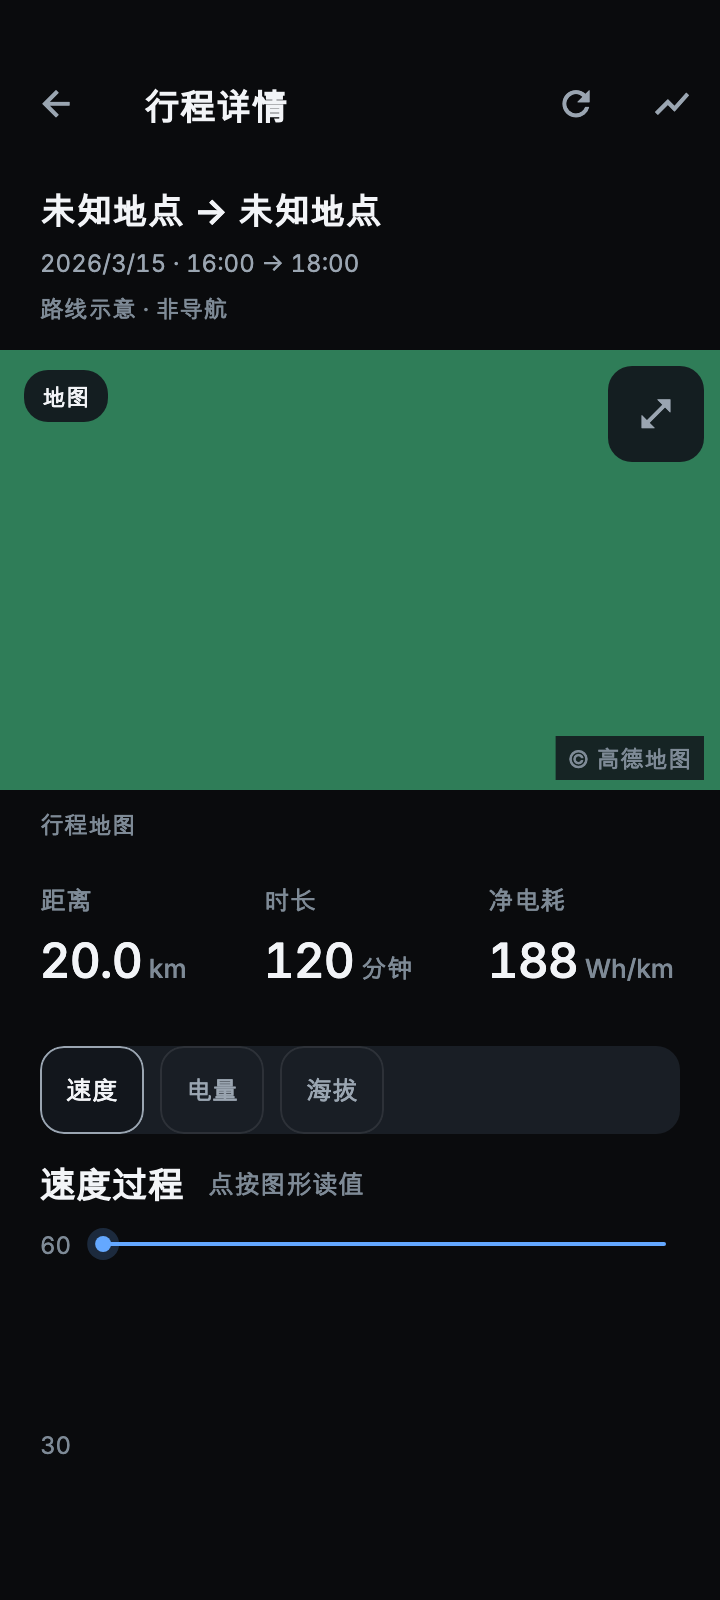 行程详情
未知地点 → 未知地点
2026/3/15 · 16:00 → 18:00
路线示意 · 非导航
地图
© 高德地图
行程地图
距离 时长 净电耗
20.0 km 120 分钟 188 Wh/km
速度 电量 海拔
速度过程 点按图形读值
60
30